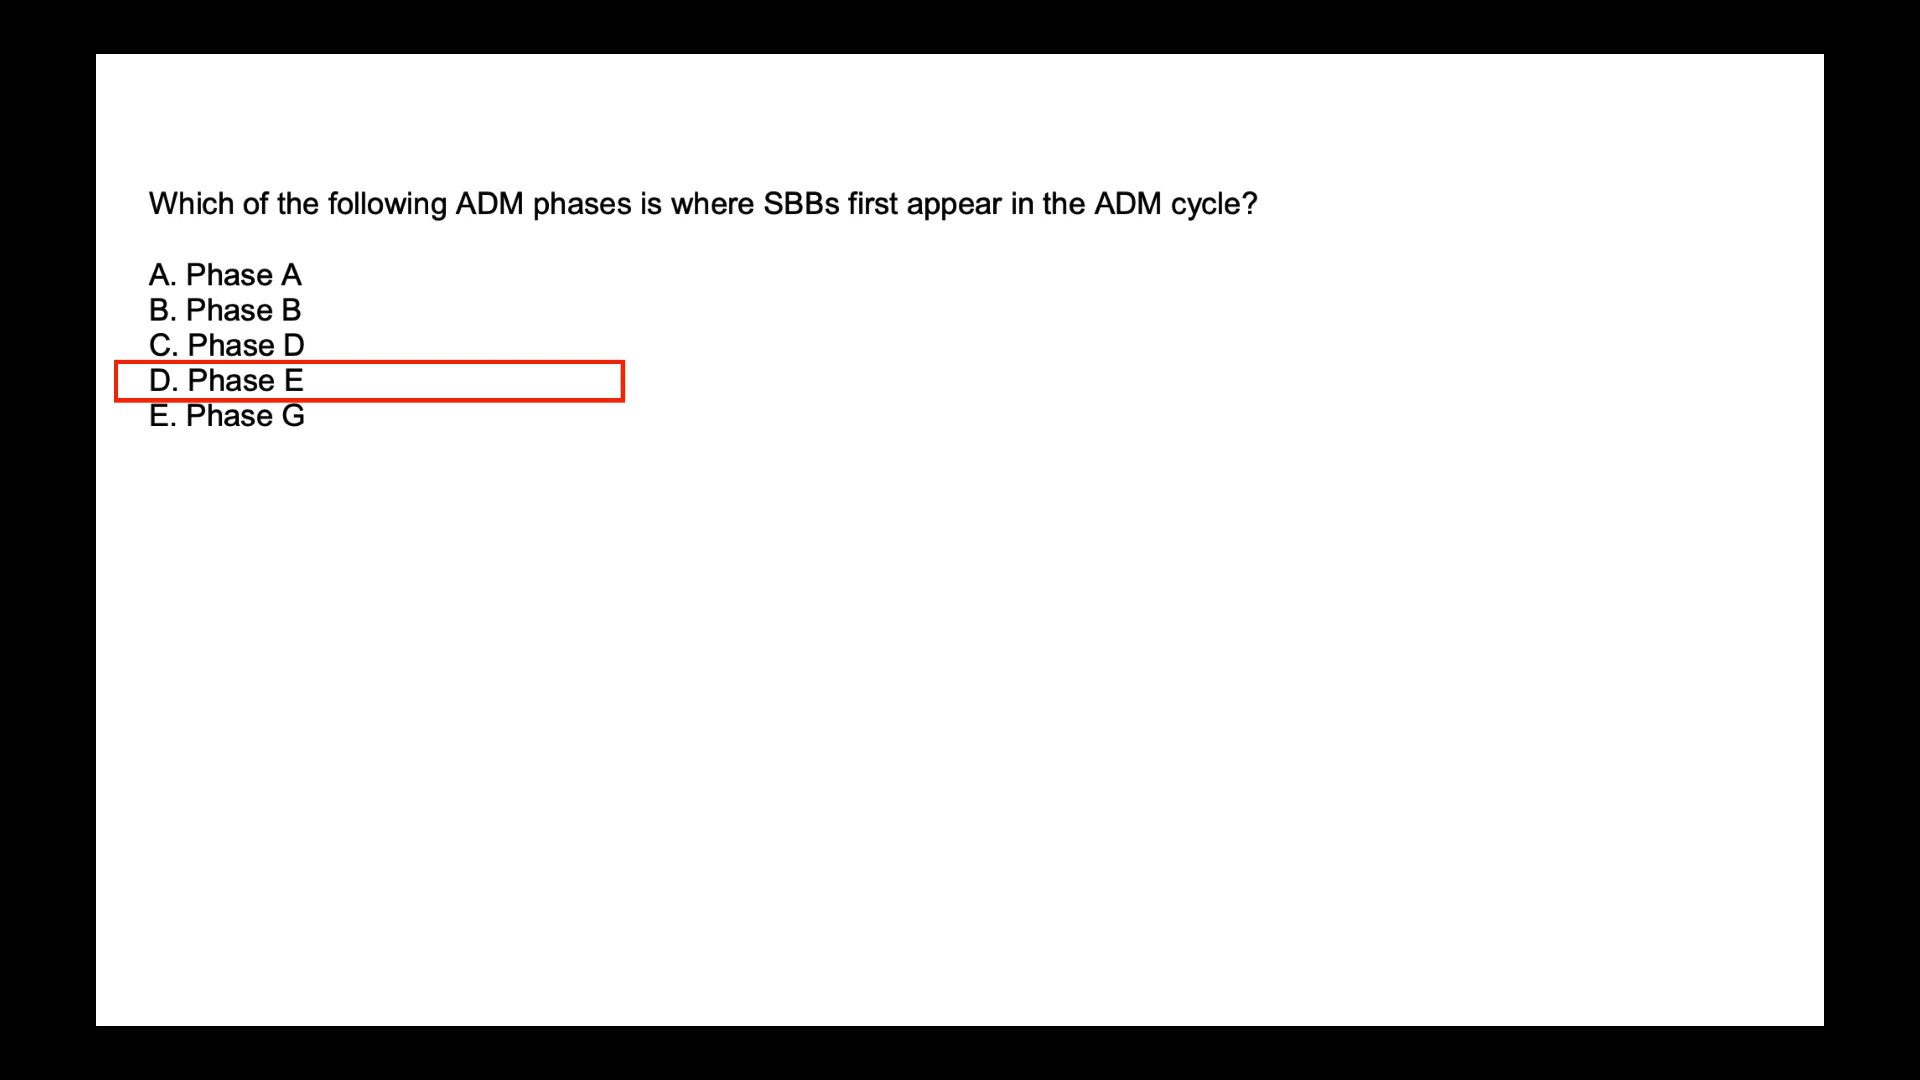 Which of the following ADM phases is where SBBs first appear in the ADM cycle?
A. Phase A
B. Phase B
C. Phase D
D. Phase E
E. Phase G